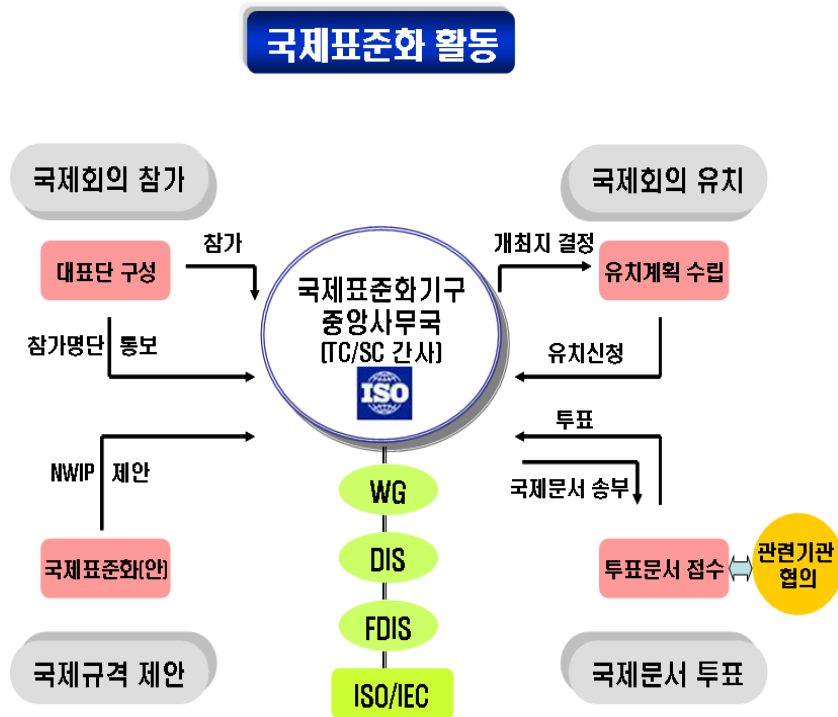 국제표준화 활동
국제회의 참가
국제회의 유치
대표단 구성
참가
참가명단 통보
국제표준화기구
중앙사무국
(TC/SC 간사)
ISO
개최지 결정
유치계획 수립
유치신청
투표
국제문서 송부
NWIP 제안
국제표준화(안)
WG
DIS
FDIS
ISO/IEC
투표문서 접수
관련기관
협의
국제규격 제안
국제문서 투표